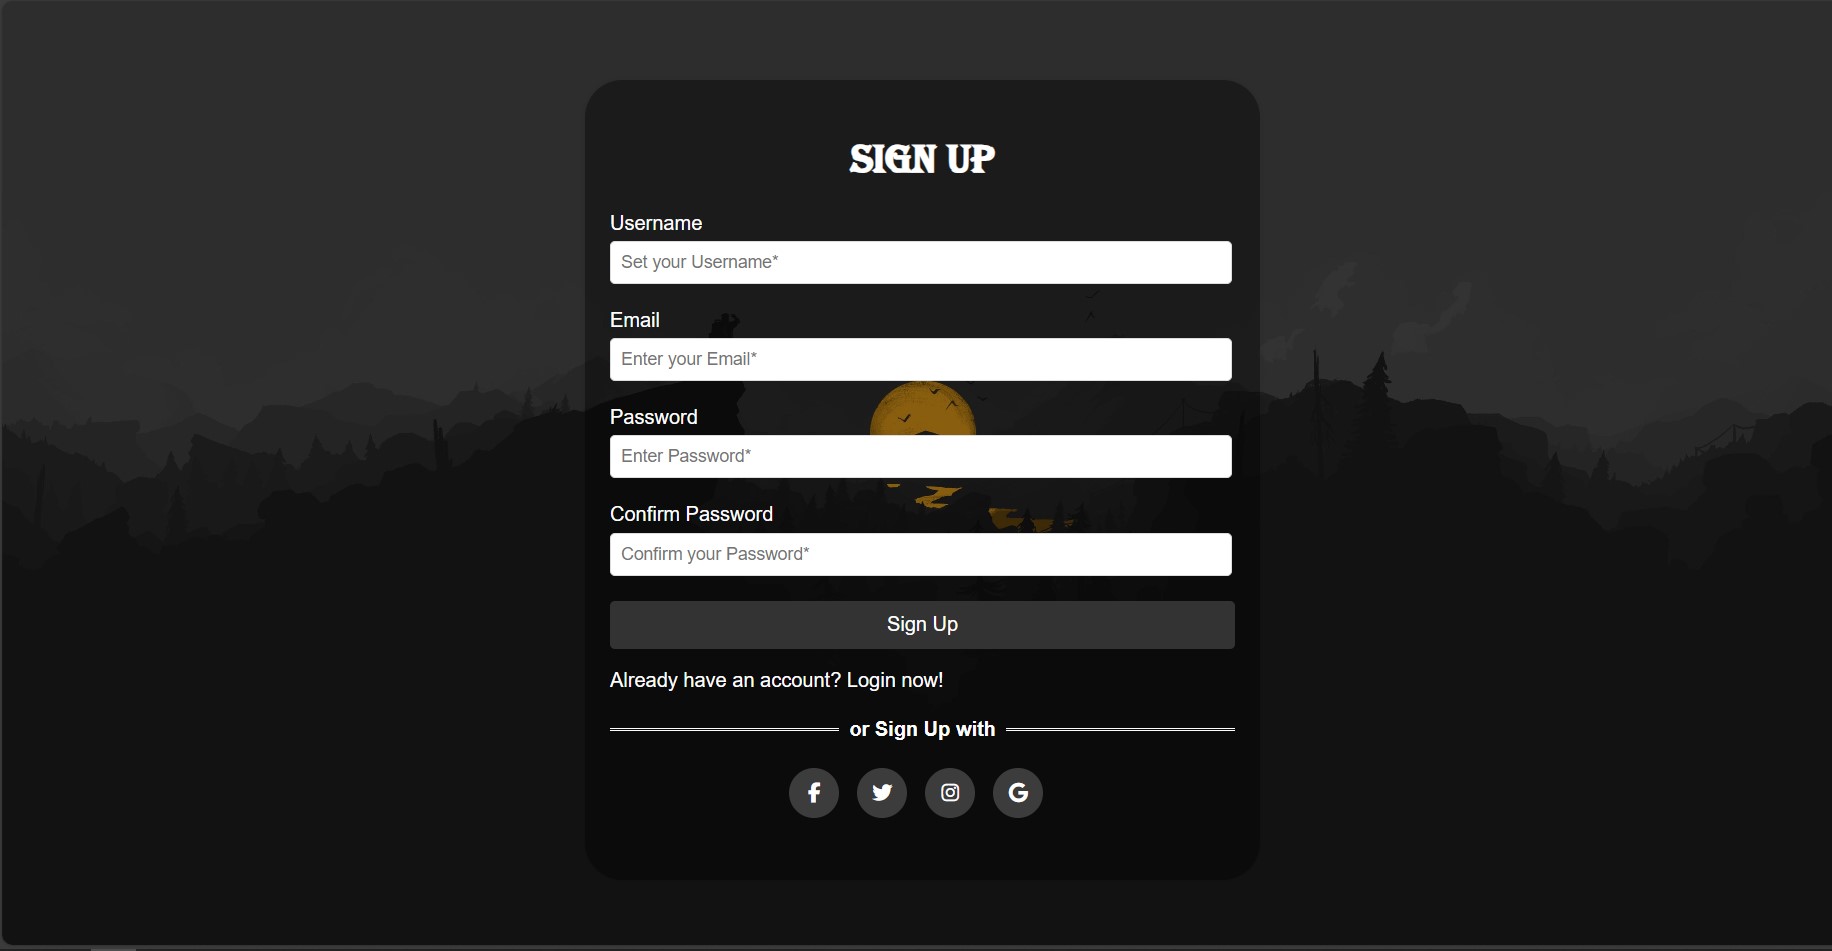 SIGN UP
Username
Set your Username*
Email
Enter your Email*
Password
Enter Password*
Confirm Password
Confirm your Password*
Sign Up
Already have an account? Login now!
or Sign Up with